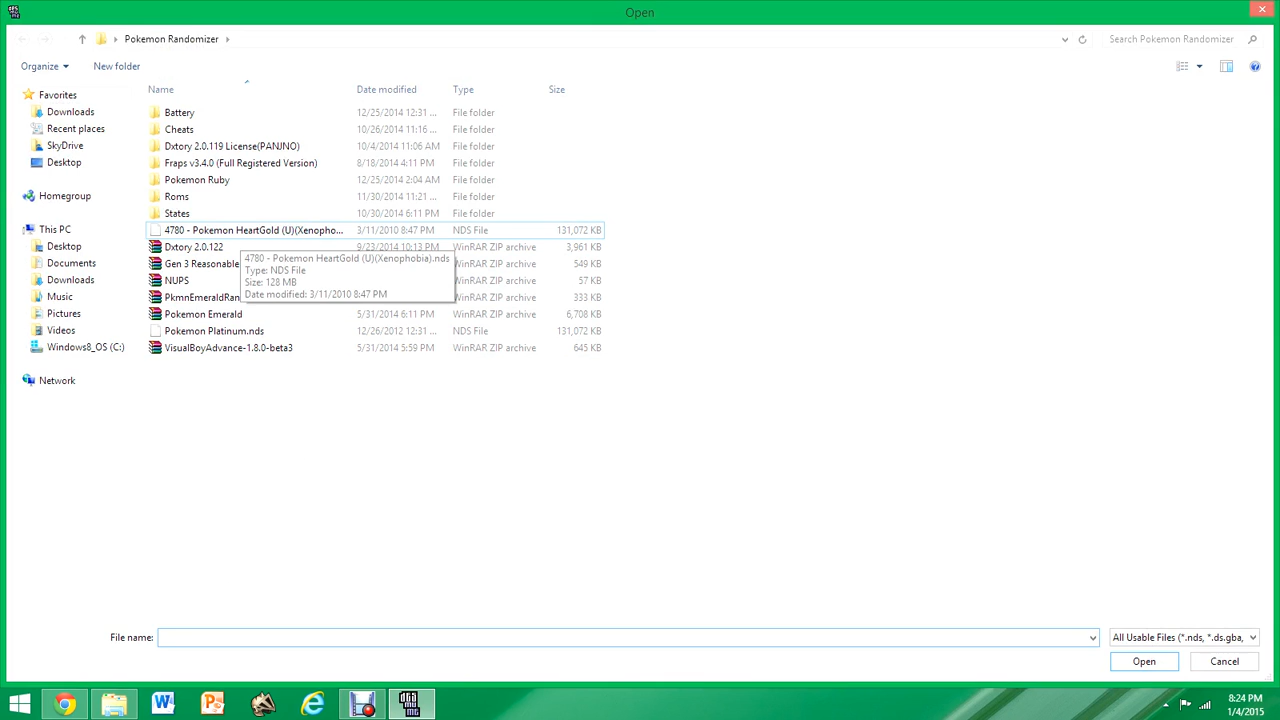 Open
Pokemon Randomizer
Search Pokemon Randomizer
Organize
New folder
Name
Date modified
Type
Size
Favorites
Downloads
Recent places
SkyDrive
Desktop
Homegroup
This PC
Desktop
Documents
Downloads
Music
Pictures
Videos
Windows8_OS (C:)
Network
Battery 12/25/2014 12:31 ... File folder
Cheats 10/26/2014 11:16 ... File folder
Dxtory 2.0.119 License(PANJNO) 10/4/2014 11:06 AM File folder
Fraps v3.4.0 (Full Registered Version) 8/18/2014 4:11 PM File folder
Pokemon Ruby 12/25/2014 2:04 AM File folder
Roms 11/30/2014 11:21 ... File folder
States 10/30/2014 6:11 PM File folder
4780 - Pokemon HeartGold (U)(Xenopho... 3/11/2010 8:47 PM NDS File 131,072 KB
Dxtory 2.0.122 9/23/2014 10:13 PM WinRAR ZIP archive 3,961 KB
Gen 3 Reasonable WinRAR ZIP archive 549 KB
NUPS WinRAR ZIP archive 57 KB
PkmnEmeraldRan WinRAR ZIP archive 333 KB
Pokemon Emerald 5/31/2014 6:11 PM WinRAR ZIP archive 6,708 KB
Pokemon Platinum.nds 12/26/2012 12:31 ... NDS File 131,072 KB
VisualBoyAdvance-1.8.0-beta3 5/31/2014 5:59 PM WinRAR ZIP archive 645 KB
4780 - Pokemon HeartGold (U)(Xenophobia).nds
Type: NDS File
Size: 128 MB
Date modified: 3/11/2010 8:47 PM
File name:
All Usable Files (*.nds, *.ds.gba,
Open
Cancel
8:24 PM
1/4/2015